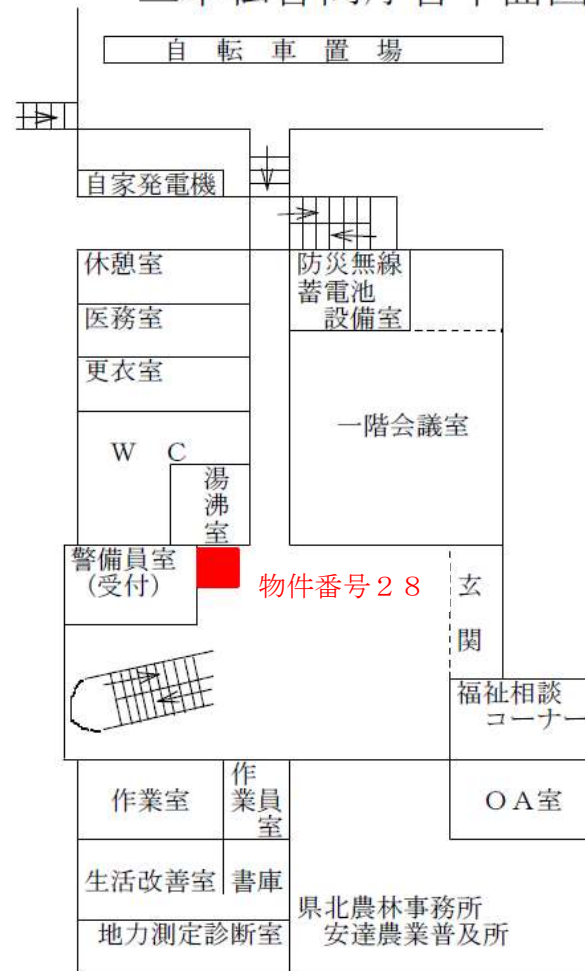 自転車置場
自家発電機
休憩室
防災無線
蓄電池
設備室
医務室
更衣室
一階会議室
WC
湯沸室
警備員室
(受付)
物件番号28
玄関
福祉相談
コーナー
作業室
作業員室
OA室
生活改善室
書庫
県北農林事務所
安達農業普及所
地力測定診断室